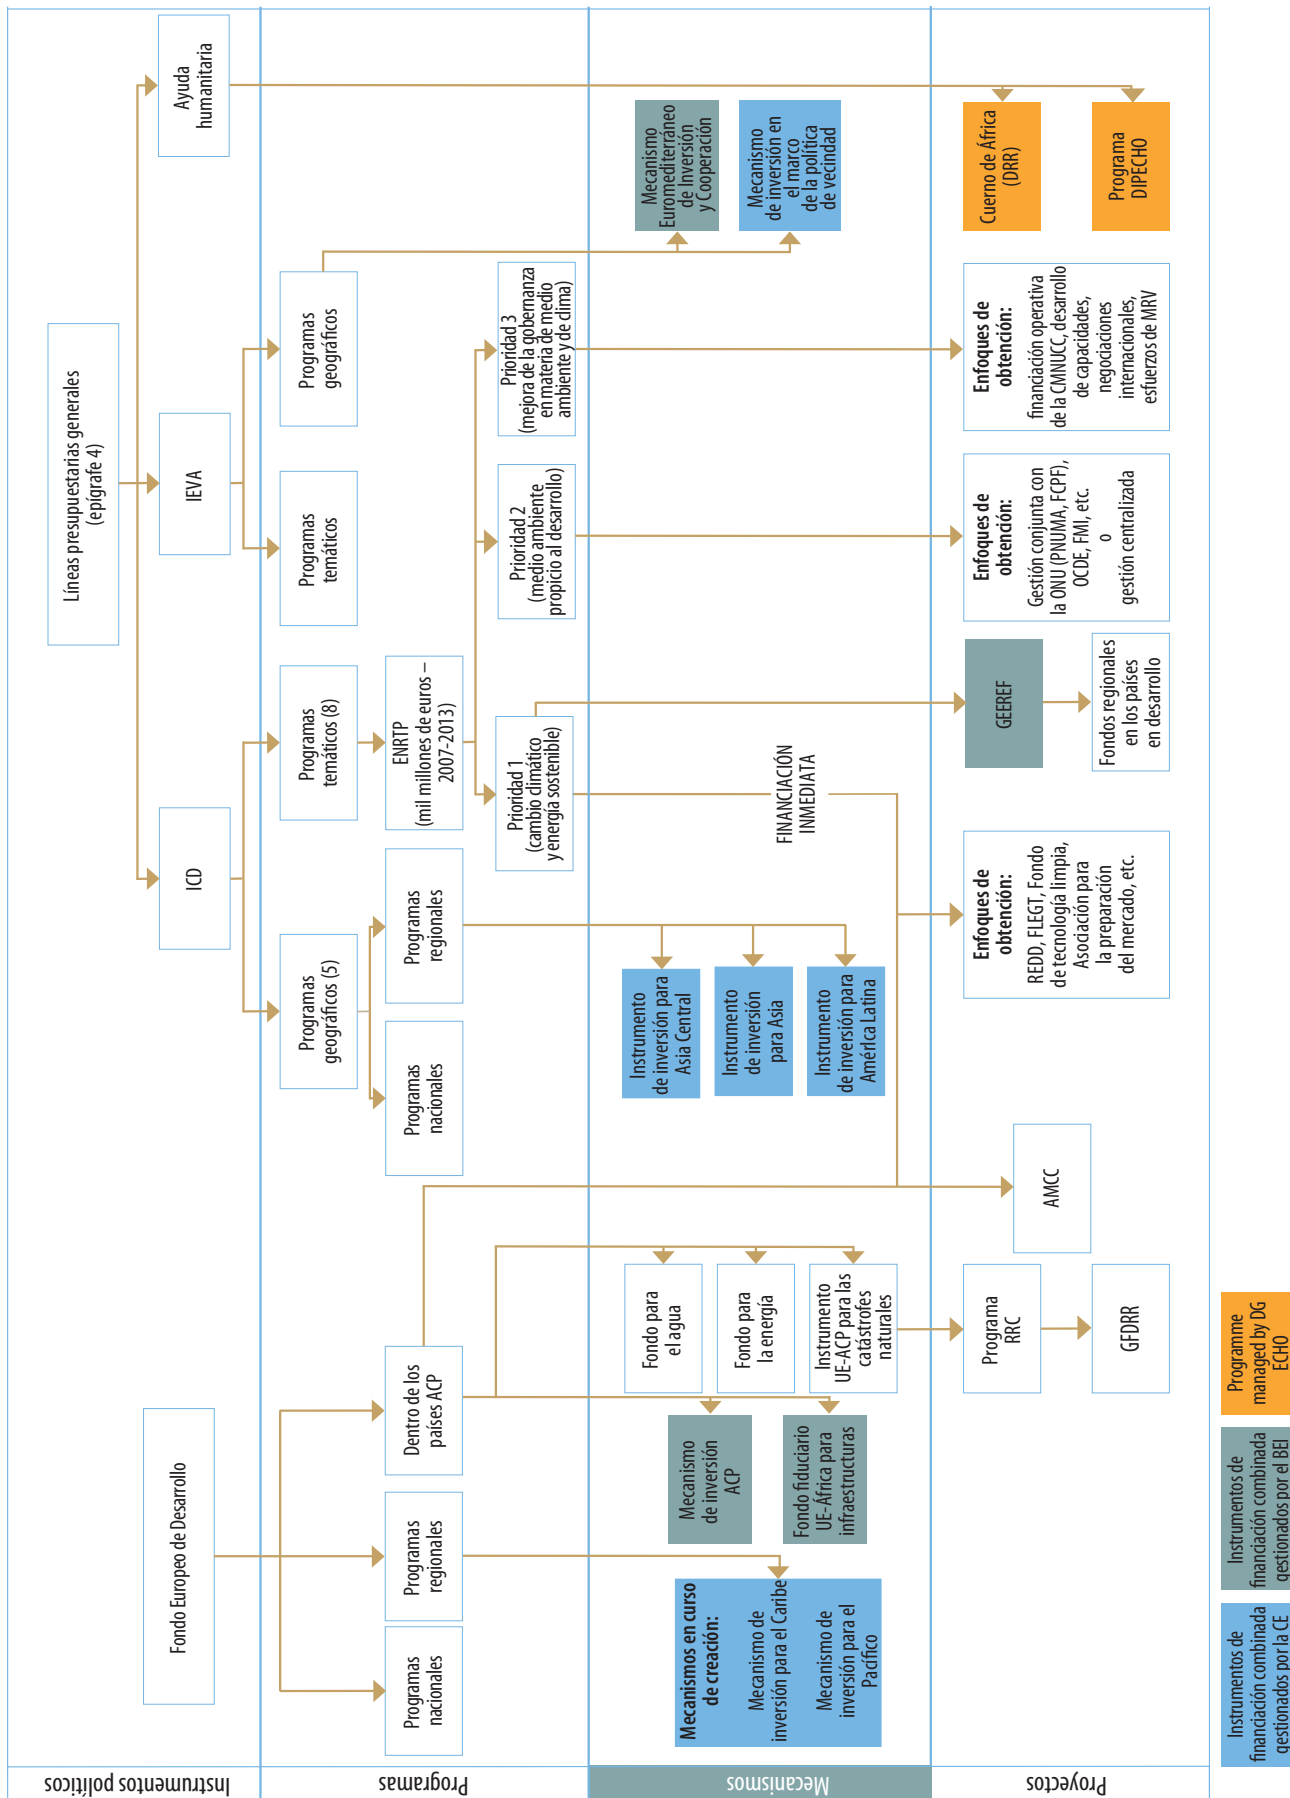 Instrumentos políticos
Fondo Europeo de Desarrollo
Líneas presupuestarias generales
(epígrafe 4)
ICD
IEVA
Ayuda
humanitaria
Programas
Programas
nacionales
Programas
regionales
Dentro de los
países ACP
Programas
geográficos (5)
Programas
nacionales
Programas
regionales
Programas
temáticos (8)
ENRTP
(mil millones de euros –
2007-2013)
Programas
temáticos
Programas
geográficos
Prioridad 1
(cambio climático
y energía sostenible)
Prioridad 2
(medio ambiente
propicio al desarrollo)
Prioridad 3
(mejora de la gobernanza
en materia de medio
ambiente y de clima)
Mecanismos
Mecanismos en curso
de creación:
Mecanismo de
inversión para el Caribe
Mecanismo de
inversión para el
Pacífico
Mecanismo
de inversión
ACP
Fondo fiduciario
UE-África para
infraestructuras
Fondo para
el agua
Fondo para
la energía
Instrumento
UE-ACP para las
catástrofes
naturales
Instrumento
de inversión para
Asia Central
Instrumento
de inversión
para Asia
Instrumento
de inversión para
América Latina
FINANCIACIÓN
INMEDIATA
Mecanismo
Euromediterráneo
de Inversión
y Cooperación
Mecanismo
de inversión en
el marco
de la política
de vecindad
Proyectos
Programa
RRC
GFDRR
AMCC
Enfoques de
obtención:
REDD, FLEGT, Fondo
de tecnología limpia,
Asociación para
la preparación
del mercado, etc.
GEEREF
Fondos regionales
en los países
en desarrollo
Enfoques de
obtención:
Gestión conjunta con
la ONU (PNUMA, FCPF),
OCDE, FMI, etc.
o
gestión centralizada
Enfoques de
obtención:
financiación operativa
de la CMNUCC, desarrollo
de capacidades,
negociaciones
internacionales,
esfuerzos de MRV
Cuerno de África
(DRR)
Programa
DIPECHO
Instrumentos de
financiación combinada
gestionados por la CE
Instrumentos de
financiación combinada
gestionados por el BEI
Programme
managed by DG
ECHO